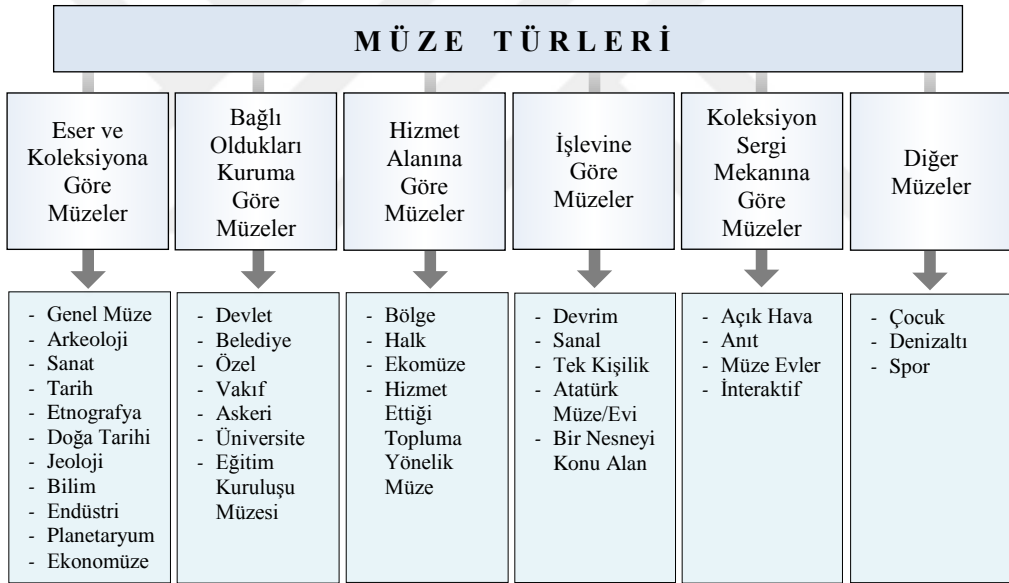 MÜZE TÜRLERİ
Eser ve
Koleksiyona
Göre
Müzeler
Bağlı
Oldukları
Kuruma
Göre
Müzeler
Hizmet
Alanına
Göre
Müzeler
İşlevine
Göre
Müzeler
Koleksiyon
Sergi
Mekanına
Göre
Müzeler
Diğer
Müzeler
- Genel Müze
- Arkeoloji
- Sanat
- Tarih
- Etnografya
- Doğa Tarihi
- Jeoloji
- Bilim
- Endüstri
- Planetaryum
- Ekonomüze
- Devlet
- Belediye
- Özel
- Vakıf
- Askeri
- Üniversite
- Eğitim
Kuruluşu
Müzesi
- Bölge
- Halk
- Ekomüze
- Hizmet
Ettiği
Topluma
Yönelik
Müze
- Devrim
- Sanal
- Tek Kişilik
- Atatürk
Müze/Evi
- Bir Nesneyi
Konu Alan
- Açık Hava
- Anıt
- Müze Evler
- İnteraktif
- Çocuk
- Denizaltı
- Spor